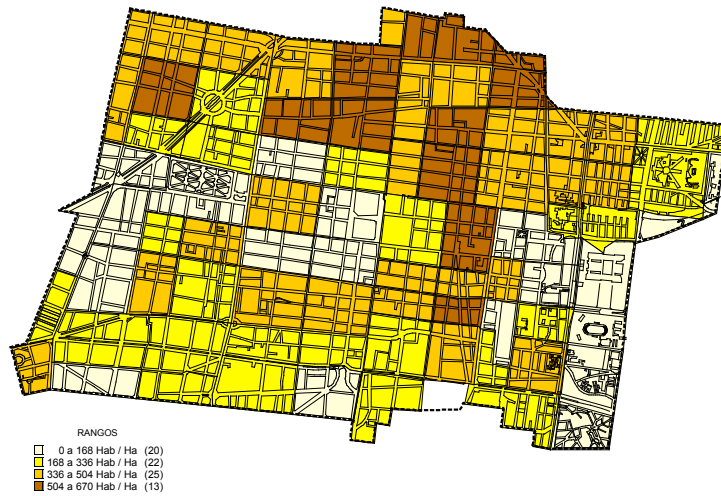 RANGOS
0 a 168 Hab / Ha (20)
168 a 336 Hab / Ha (22)
336 a 504 Hab / Ha (25)
504 a 670 Hab / Ha (13)